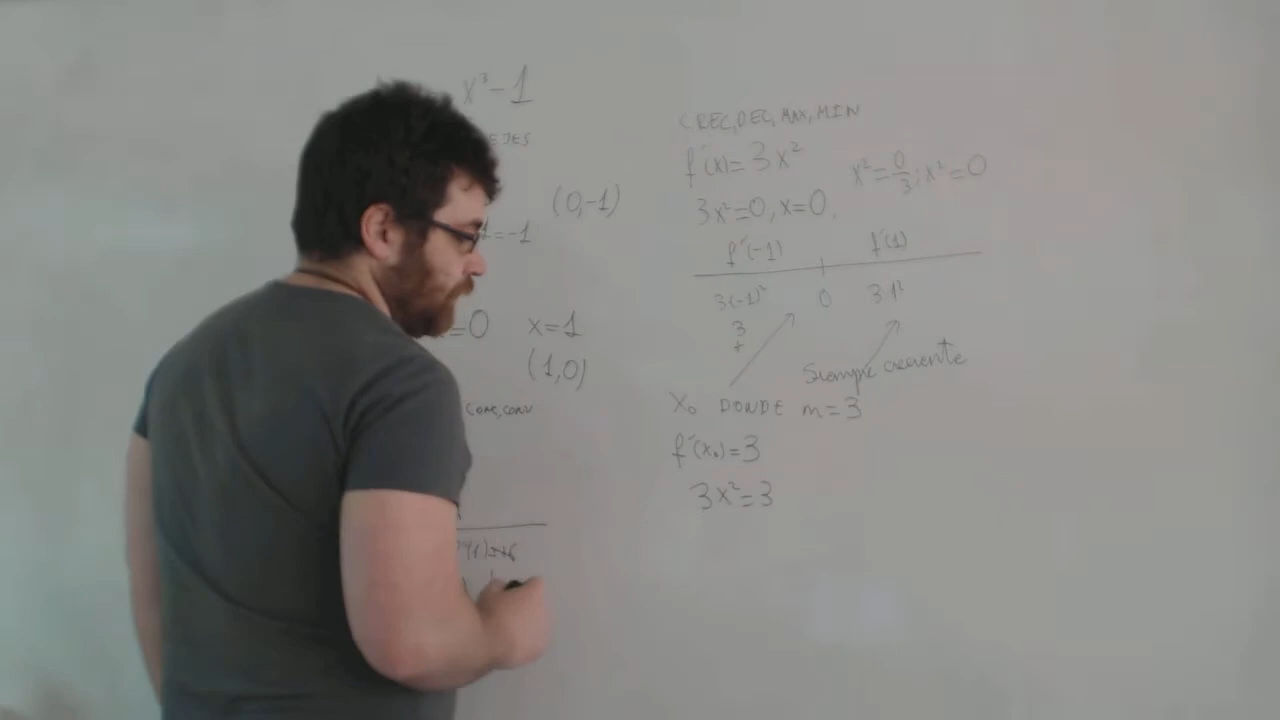 x³-1
EJES
(0,-1)
=-1
=0 x=1
(1,0)
CONC,CONV
CREC,DEC,MAX,MIN
f'(x)=3x² x²=0/3; x²=0
3x²=0, x=0.
f'(-1) f'(1)
3(-1)² 0 3·1²
3
+
Siempre creciente
X₀ DONDE m=3
f'(x₀)=3
3x²=3